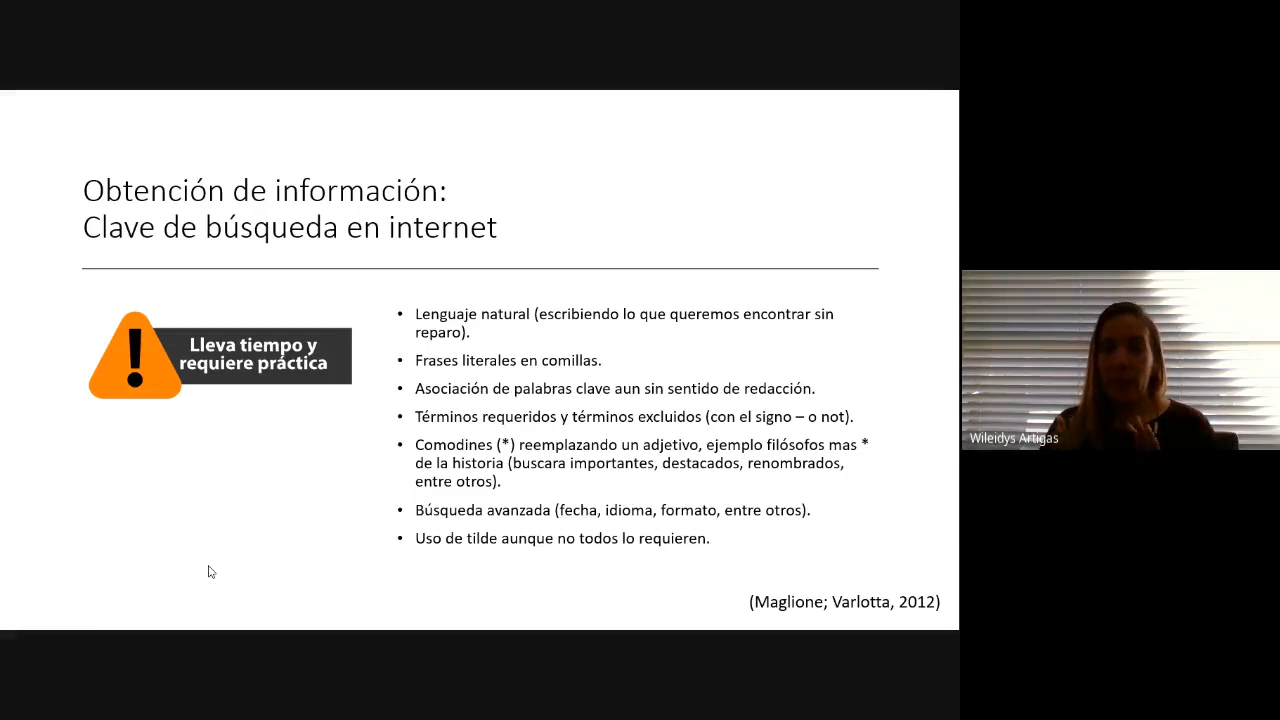 Obtención de información:
Clave de búsqueda en internet
Lleva tiempo y
requiere práctica
• Lenguaje natural (escribiendo lo que queremos encontrar sin
reparo).
• Frases literales en comillas.
• Asociación de palabras clave aun sin sentido de redacción.
• Términos requeridos y términos excluidos (con el signo – o not).
• Comodines (*) reemplazando un adjetivo, ejemplo filósofos mas *
de la historia (buscara importantes, destacados, renombrados,
entre otros).
• Búsqueda avanzada (fecha, idioma, formato, entre otros).
• Uso de tilde aunque no todos lo requieren.
(Maglione; Varlotta, 2012)
Wileidys Artigas